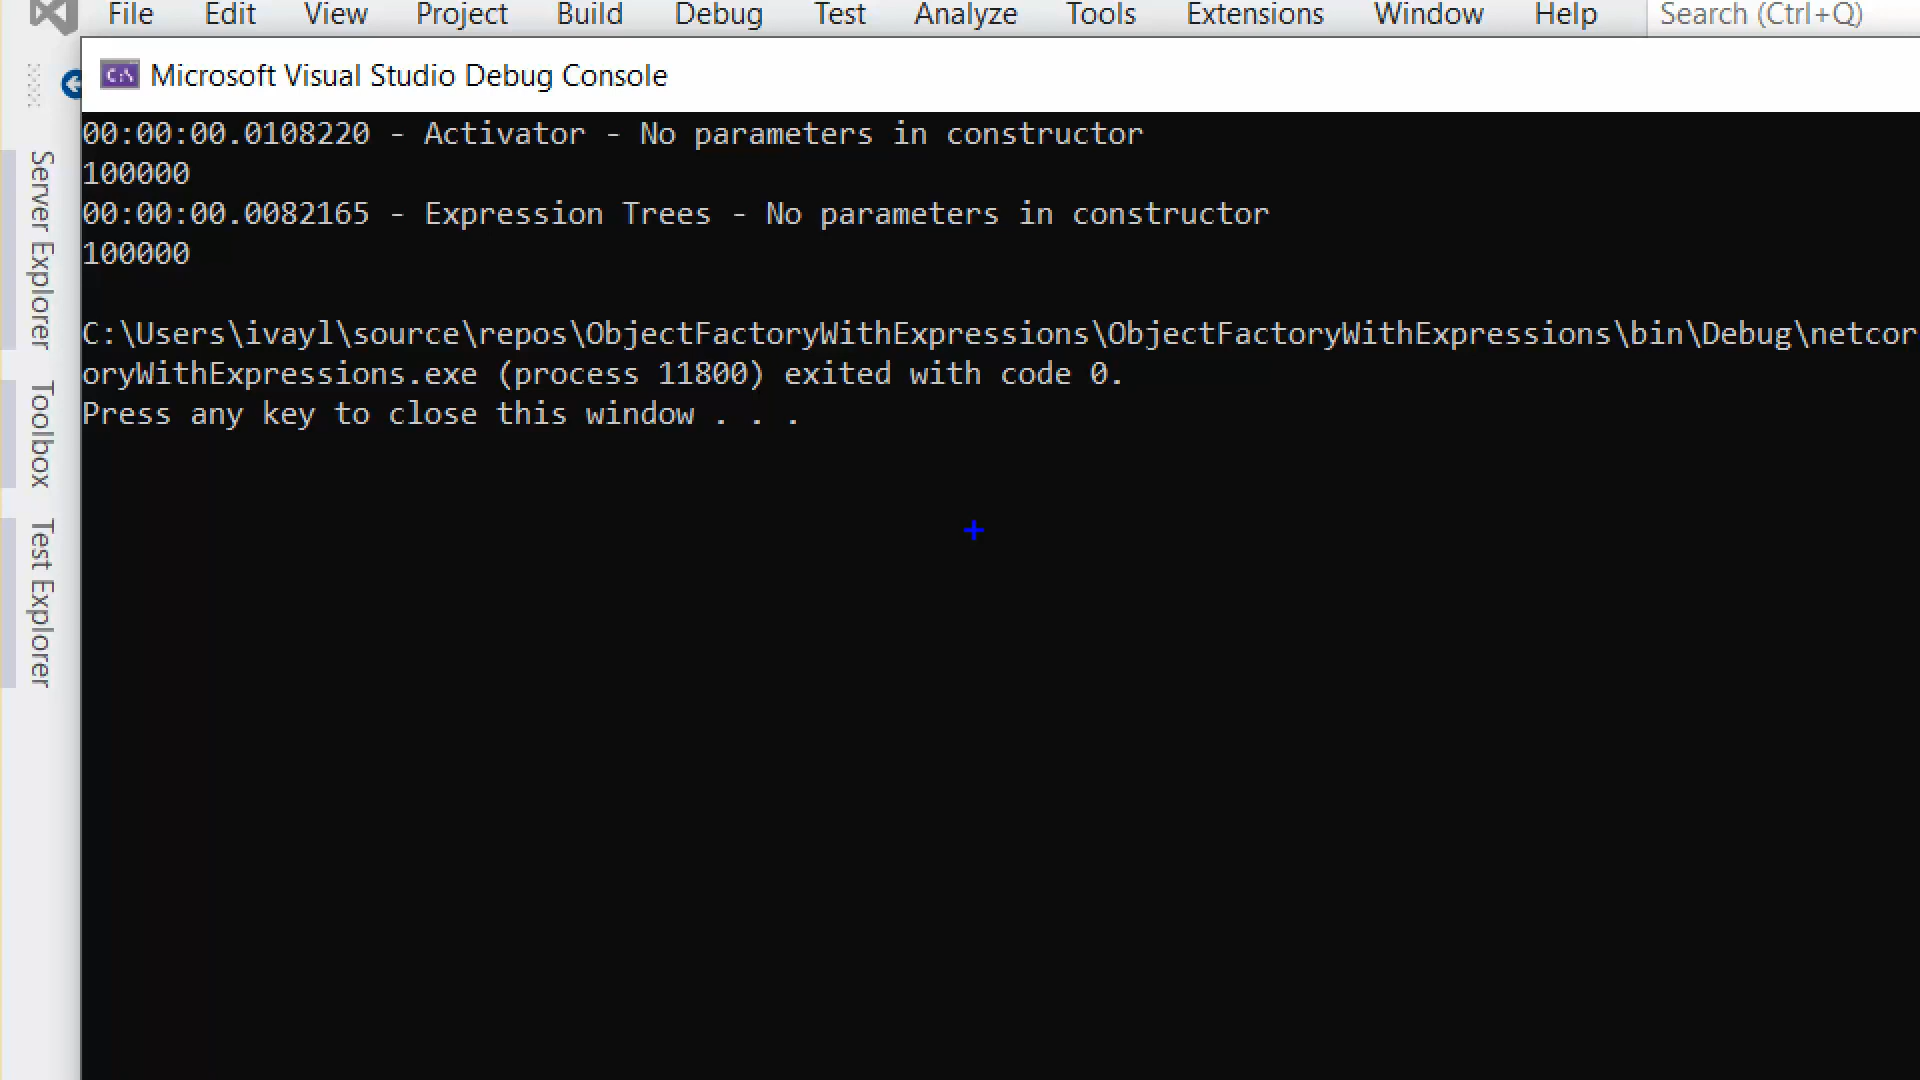 File Edit View Project Build Debug Test Analyze Tools Extensions Window Help Search (Ctrl+Q)
C:\ Microsoft Visual Studio Debug Console
00:00:00.0108220 - Activator - No parameters in constructor
100000
00:00:00.0082165 - Expression Trees - No parameters in constructor
100000
C:\Users\ivayl\source\repos\ObjectFactoryWithExpressions\ObjectFactoryWithExpressions\bin\Debug\netcor
oryWithExpressions.exe (process 11800) exited with code 0.
Press any key to close this window . . .
Server Explorer
Toolbox
Test Explorer